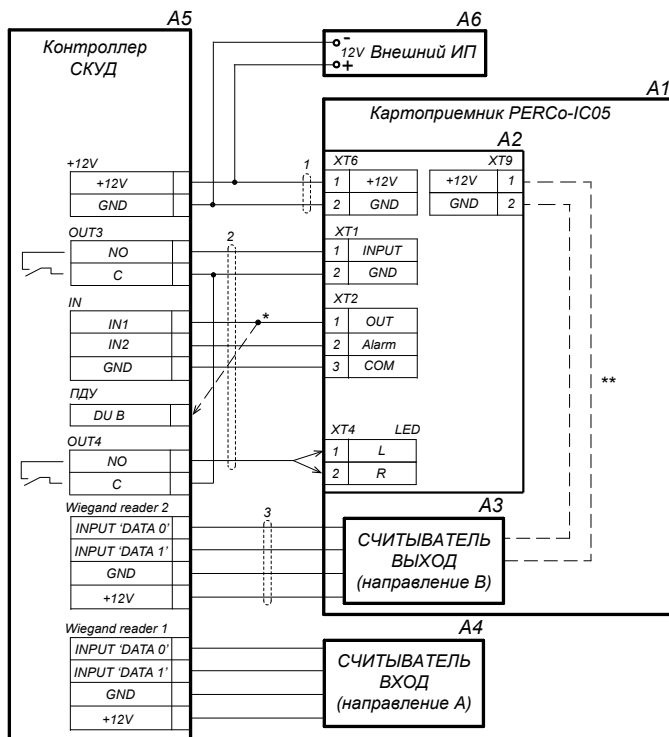 A5
Контроллер
СКУД
+12V
+12V
GND
OUT3
NO
C
IN
IN1
IN2
GND
ПДУ
DU B
OUT4
NO
C
Wiegand reader 2
INPUT ‘DATA 0’
INPUT ‘DATA 1’
GND
+12V
Wiegand reader 1
INPUT ‘DATA 0’
INPUT ‘DATA 1’
GND
+12V
1
2
*
3
A6
-
12V Внешний ИП
+
A1
Картоприемник PERCo-IC05
A2
XT6
1 +12V
2 GND
XT9
+12V 1
GND 2
XT1
1 INPUT
2 GND
XT2
1 OUT
2 Alarm
3 COM
**
XT4 LED
1 L
2 R
A3
СЧИТЫВАТЕЛЬ
ВЫХОД
(направление B)
A4
СЧИТЫВАТЕЛЬ
ВХОД
(направление A)